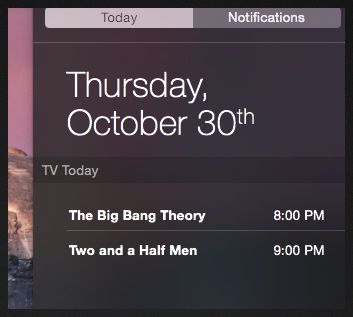 Today Notifications
Thursday,
October 30th
TV Today
The Big Bang Theory 8:00 PM
Two and a Half Men 9:00 PM